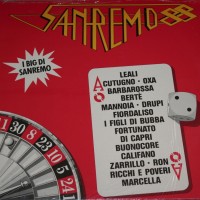 SANREMO 88
I BIG DI
SANREMO
A
LEALI
CUTUGNO • OXA
BARBAROSSA
BERTÈ
MANNOIA • DRUPI
FIORDALISO
I FIGLI DI BUBBA
FORTUNATO
DI CAPRI
BUONOCORE
CALIFANO
ZARRILLO • RON
RICCHI E POVERI
MARCELLA
A